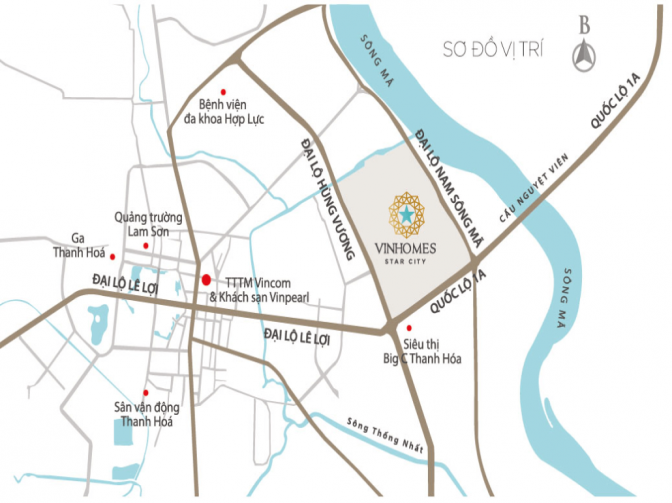 SƠ ĐỒ VỊ TRÍ
B
SÔNG MÃ
QUỐC LỘ 1A
Bệnh viện
đa khoa Hợp Lực
ĐẠI LỘ HÙNG VƯƠNG
ĐẠI LỘ NAM SÔNG MÃ
CẦU NGUYỆT VIÊN
Quảng trường
Lam Sơn
VINHOMES
STAR CITY
Ga
Thanh Hoá
TTTM Vincom
& Khách sạn Vinpearl
QUỐC LỘ 1A
SÔNG MÃ
ĐẠI LỘ LÊ LỢI
ĐẠI LỘ LÊ LỢI
Siêu thị
Big C Thanh Hóa
Sân vận động
Thanh Hoá
Sông Thống Nhất